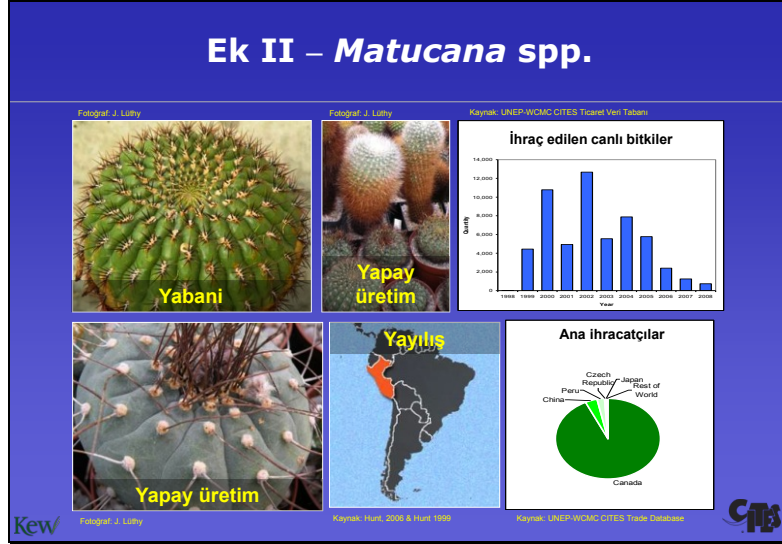 Ek II – Matucana spp.
Fotoğraf: J. Lüthy
Fotoğraf: J. Lüthy
Kaynak: UNEP-WCMC CITES Ticaret Veri Tabanı
Yabani
Yapay
üretim
İhraç edilen canlı bitkiler
14,000
12,000
10,000
8,000
6,000
4,000
2,000
0
Quantity
1998 1999 2000 2001 2002 2003 2004 2005 2006 2007 2008
Year
Yapay üretim
Yayılış
Ana ihracatçılar
Czech
Republic
Japan
Rest of
World
Peru
China
Canada
Kew
Fotoğraf: J. Lüthy
Kaynak: Hunt, 2006 & Hunt 1999
Kaynak: UNEP-WCMC CITES Trade Database
CITES